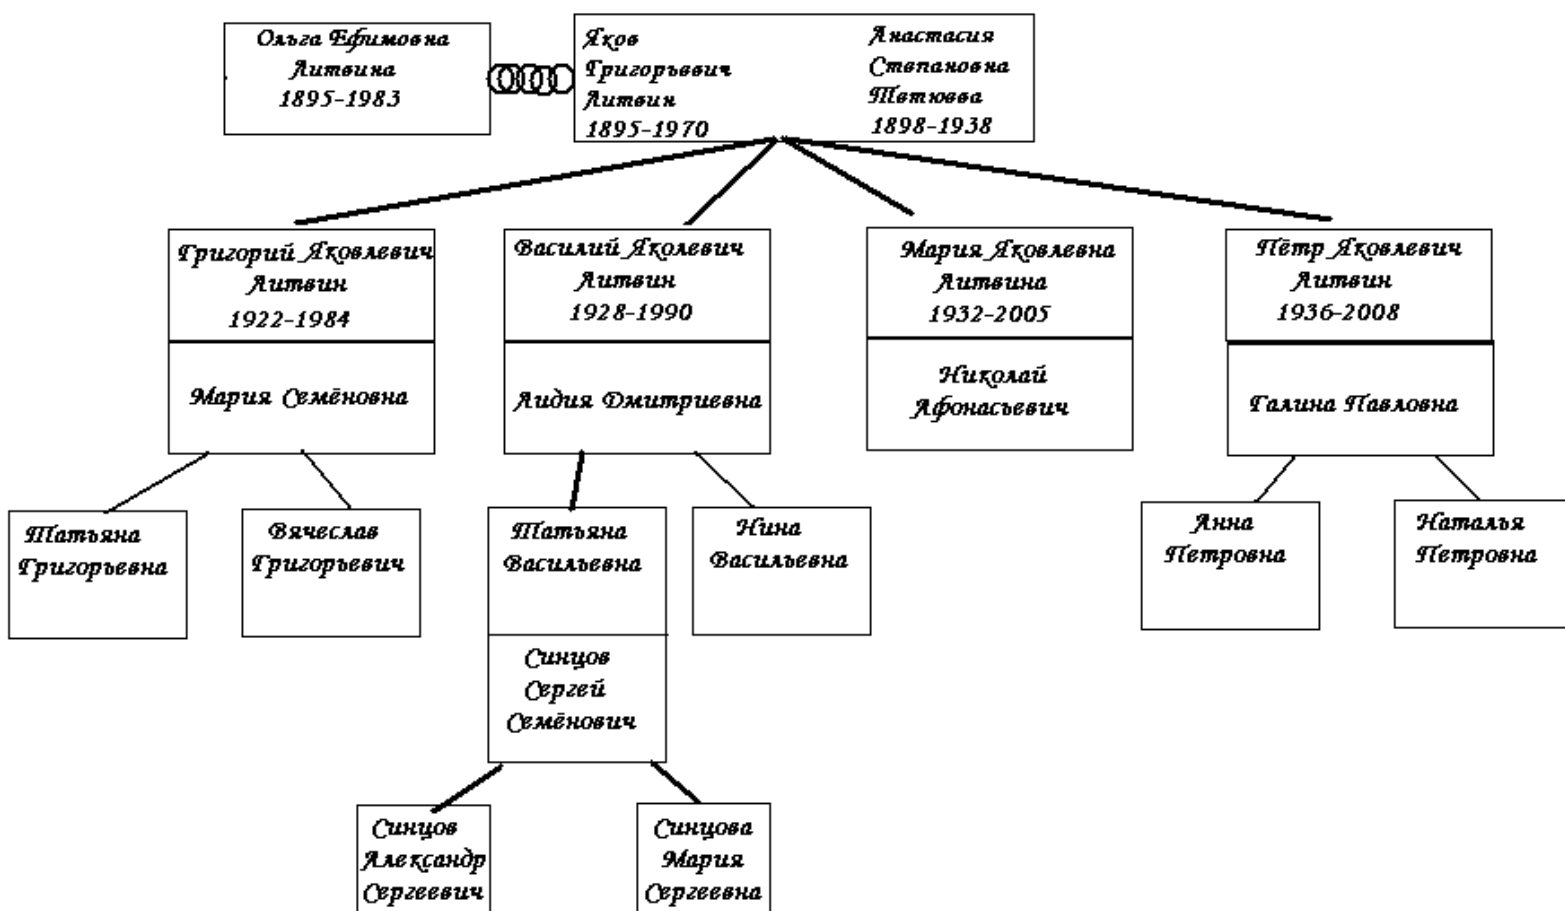 Ольга Ефимовна
Литвина
1895-1983
Яков
Григорьевич
Литвин
1895-1970
Анастасия
Степановна
Тетюева
1898-1938
Григорий Яковлевич
Литвин
1922-1984
Мария Семёновна
Василий Яколевич
Литвин
1928-1990
Лидия Дмитриевна
Мария Яковлевна
Литвина
1932-2005
Николай
Афонасьевич
Пётр Яковлевич
Литвин
1936-2008
Галина Павловна
Татьяна
Григорьевна
Вячеслав
Григорьевич
Татьяна
Васильевна
Синцов
Сергей
Семёнович
Нина
Васильевна
Анна
Петровна
Наталья
Петровна
Синцов
Александр
Сергеевич
Синцова
Мария
Сергеевна